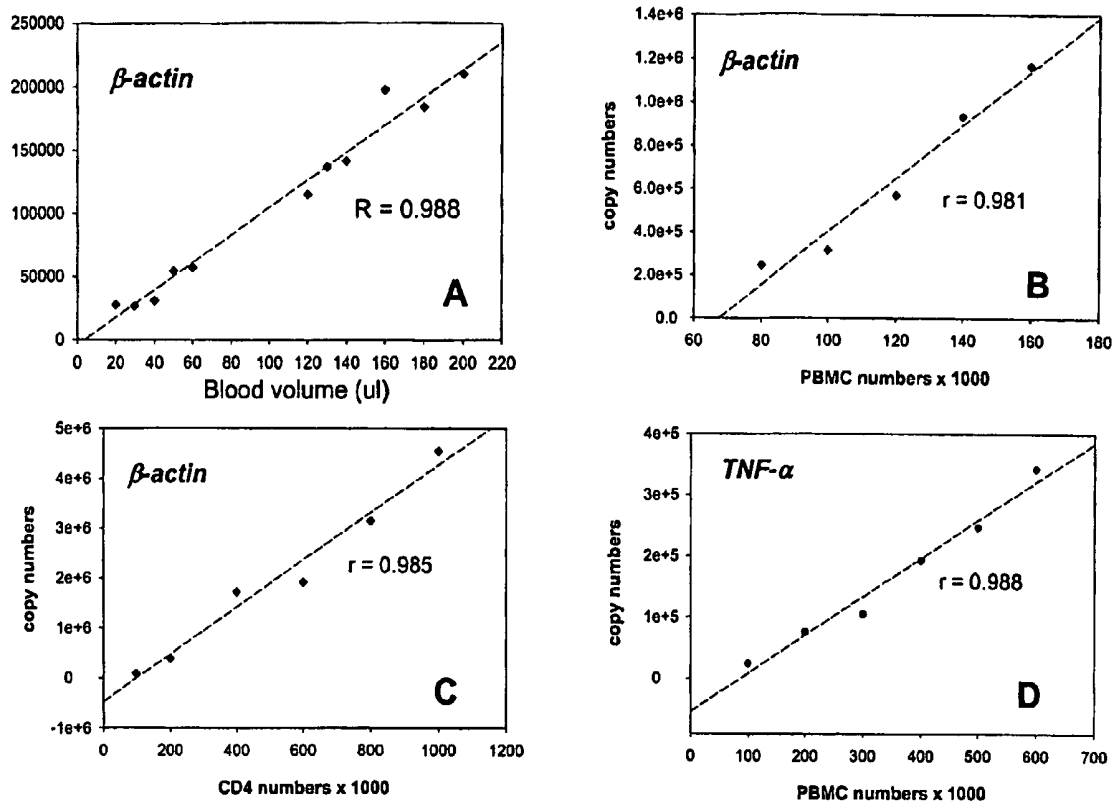 250000
200000
150000
100000
50000
0
β-actin
R = 0.988
A
0 20 40 60 80 100 120 140 160 180 200 220
Blood volume (ul)
copy numbers
1.4e+6
1.2e+6
1.0e+6
8.0e+5
6.0e+5
4.0e+5
2.0e+5
0.0
β-actin
r = 0.981
B
60 80 100 120 140 160 180
PBMC numbers x 1000
copy numbers
5e+6
4e+6
3e+6
2e+6
1e+6
0
-1e+6
β-actin
r = 0.985
C
0 200 400 600 800 1000 1200
CD4 numbers x 1000
copy numbers
4e+5
3e+5
2e+5
1e+5
0
TNF-α
r = 0.988
D
0 100 200 300 400 500 600 700
PBMC numbers x 1000